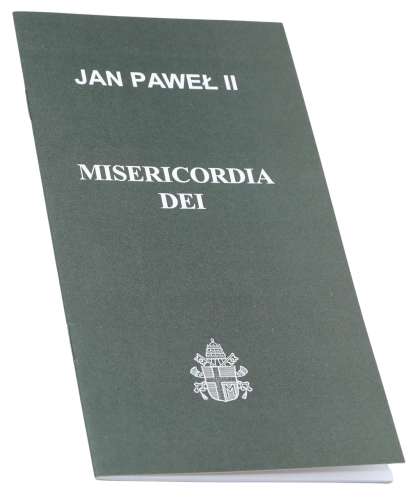 JAN PAWEŁ II
MISERICORDIA
DEI
M